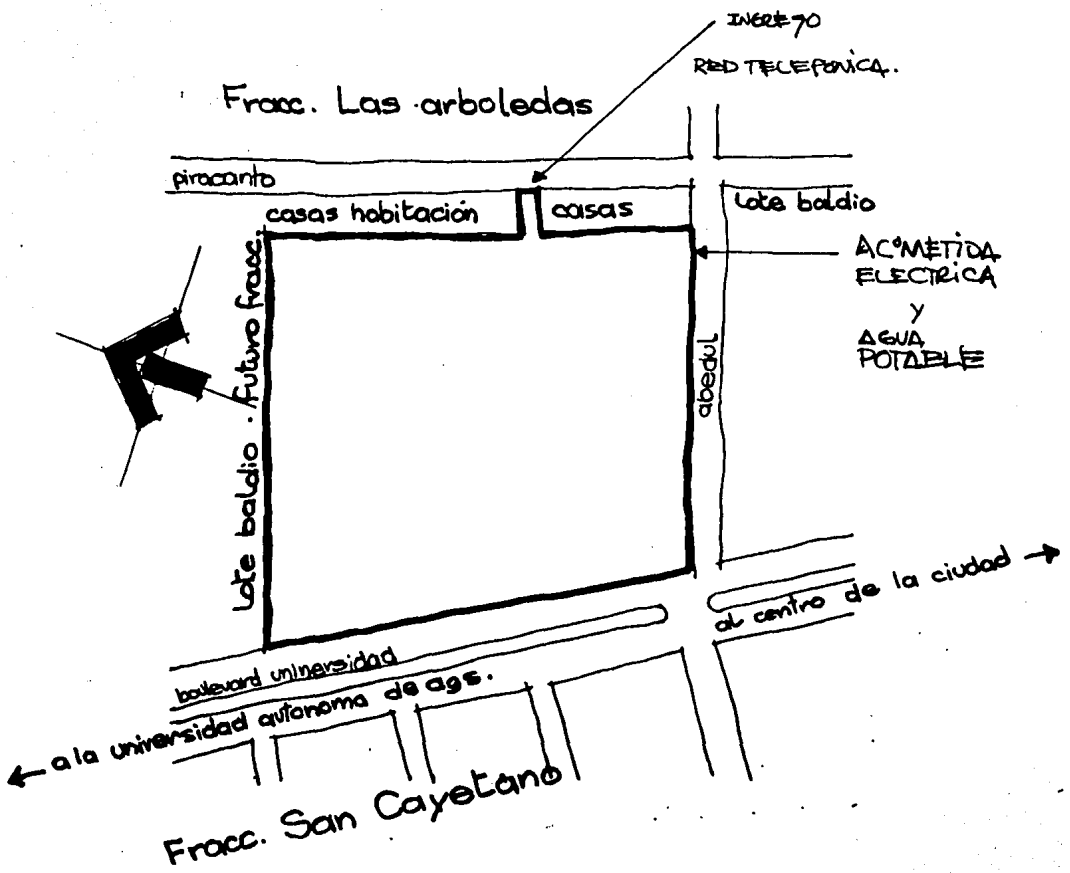 INGRE70
RED TELEFONICA.
Fracc. Las arboledas
piracanto
casas habitación
casas
Lote baldio
ACOMETIDA
ELECTRICA
Y
AGUA
POTABLE
Lote baldio . futuro fracc.
abedul
al centro de la ciudad
boulevard universidad
a la universidad autonoma de ags.
Fracc. San Cayetano